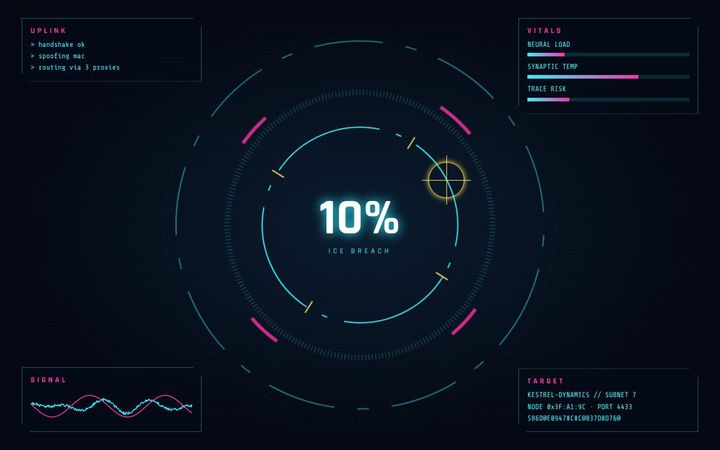 UPLINK
> handshake ok
> spoofing mac
> routing via 3 proxies
VITALS
NEURAL LOAD
SYNAPTIC TEMP
TRACE RISK
10%
ICE BREACH
SIGNAL
TARGET
KESTREL-DYNAMICS // SUBNET 7
NODE 0x3F:A1:9C · PORT 4433